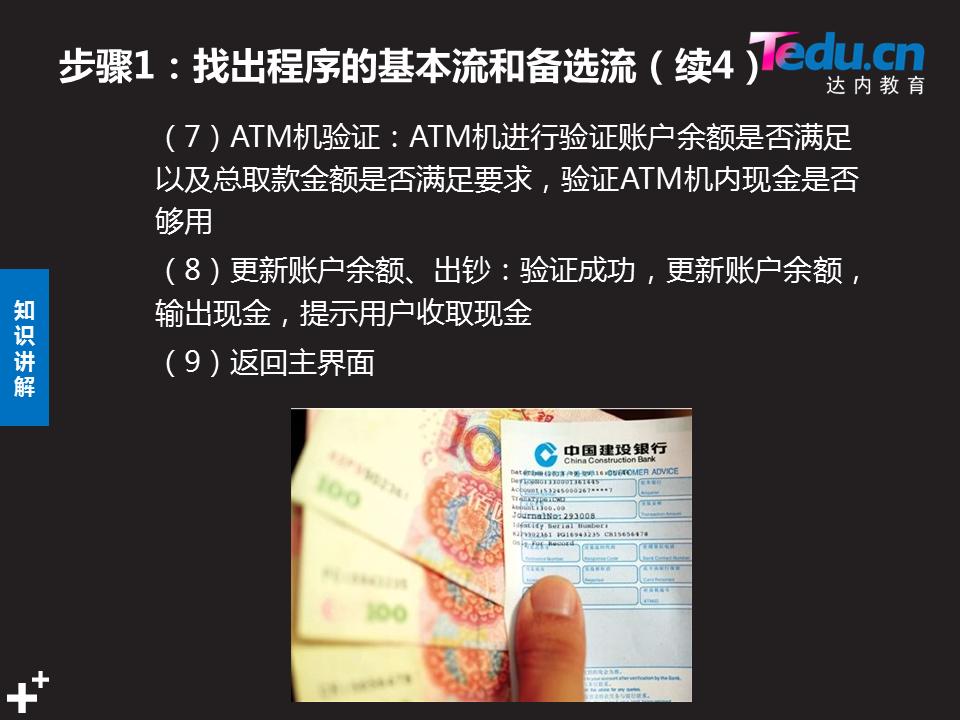 步骤1：找出程序的基本流和备选流（续4）
Tedu.cn
达内教育
（7）ATM机验证：ATM机进行验证账户余额是否满足
以及总取款金额是否满足要求，验证ATM机内现金是否
够用
（8）更新账户余额、出钞：验证成功，更新账户余额，
输出现金，提示用户收取现金
（9）返回主界面
知
识
讲
解
中国建设银行
China Construction Bank
CUSTOMER ADVICE
JournalNo:293008
Identify Serial Number:
Only For Record
100
100